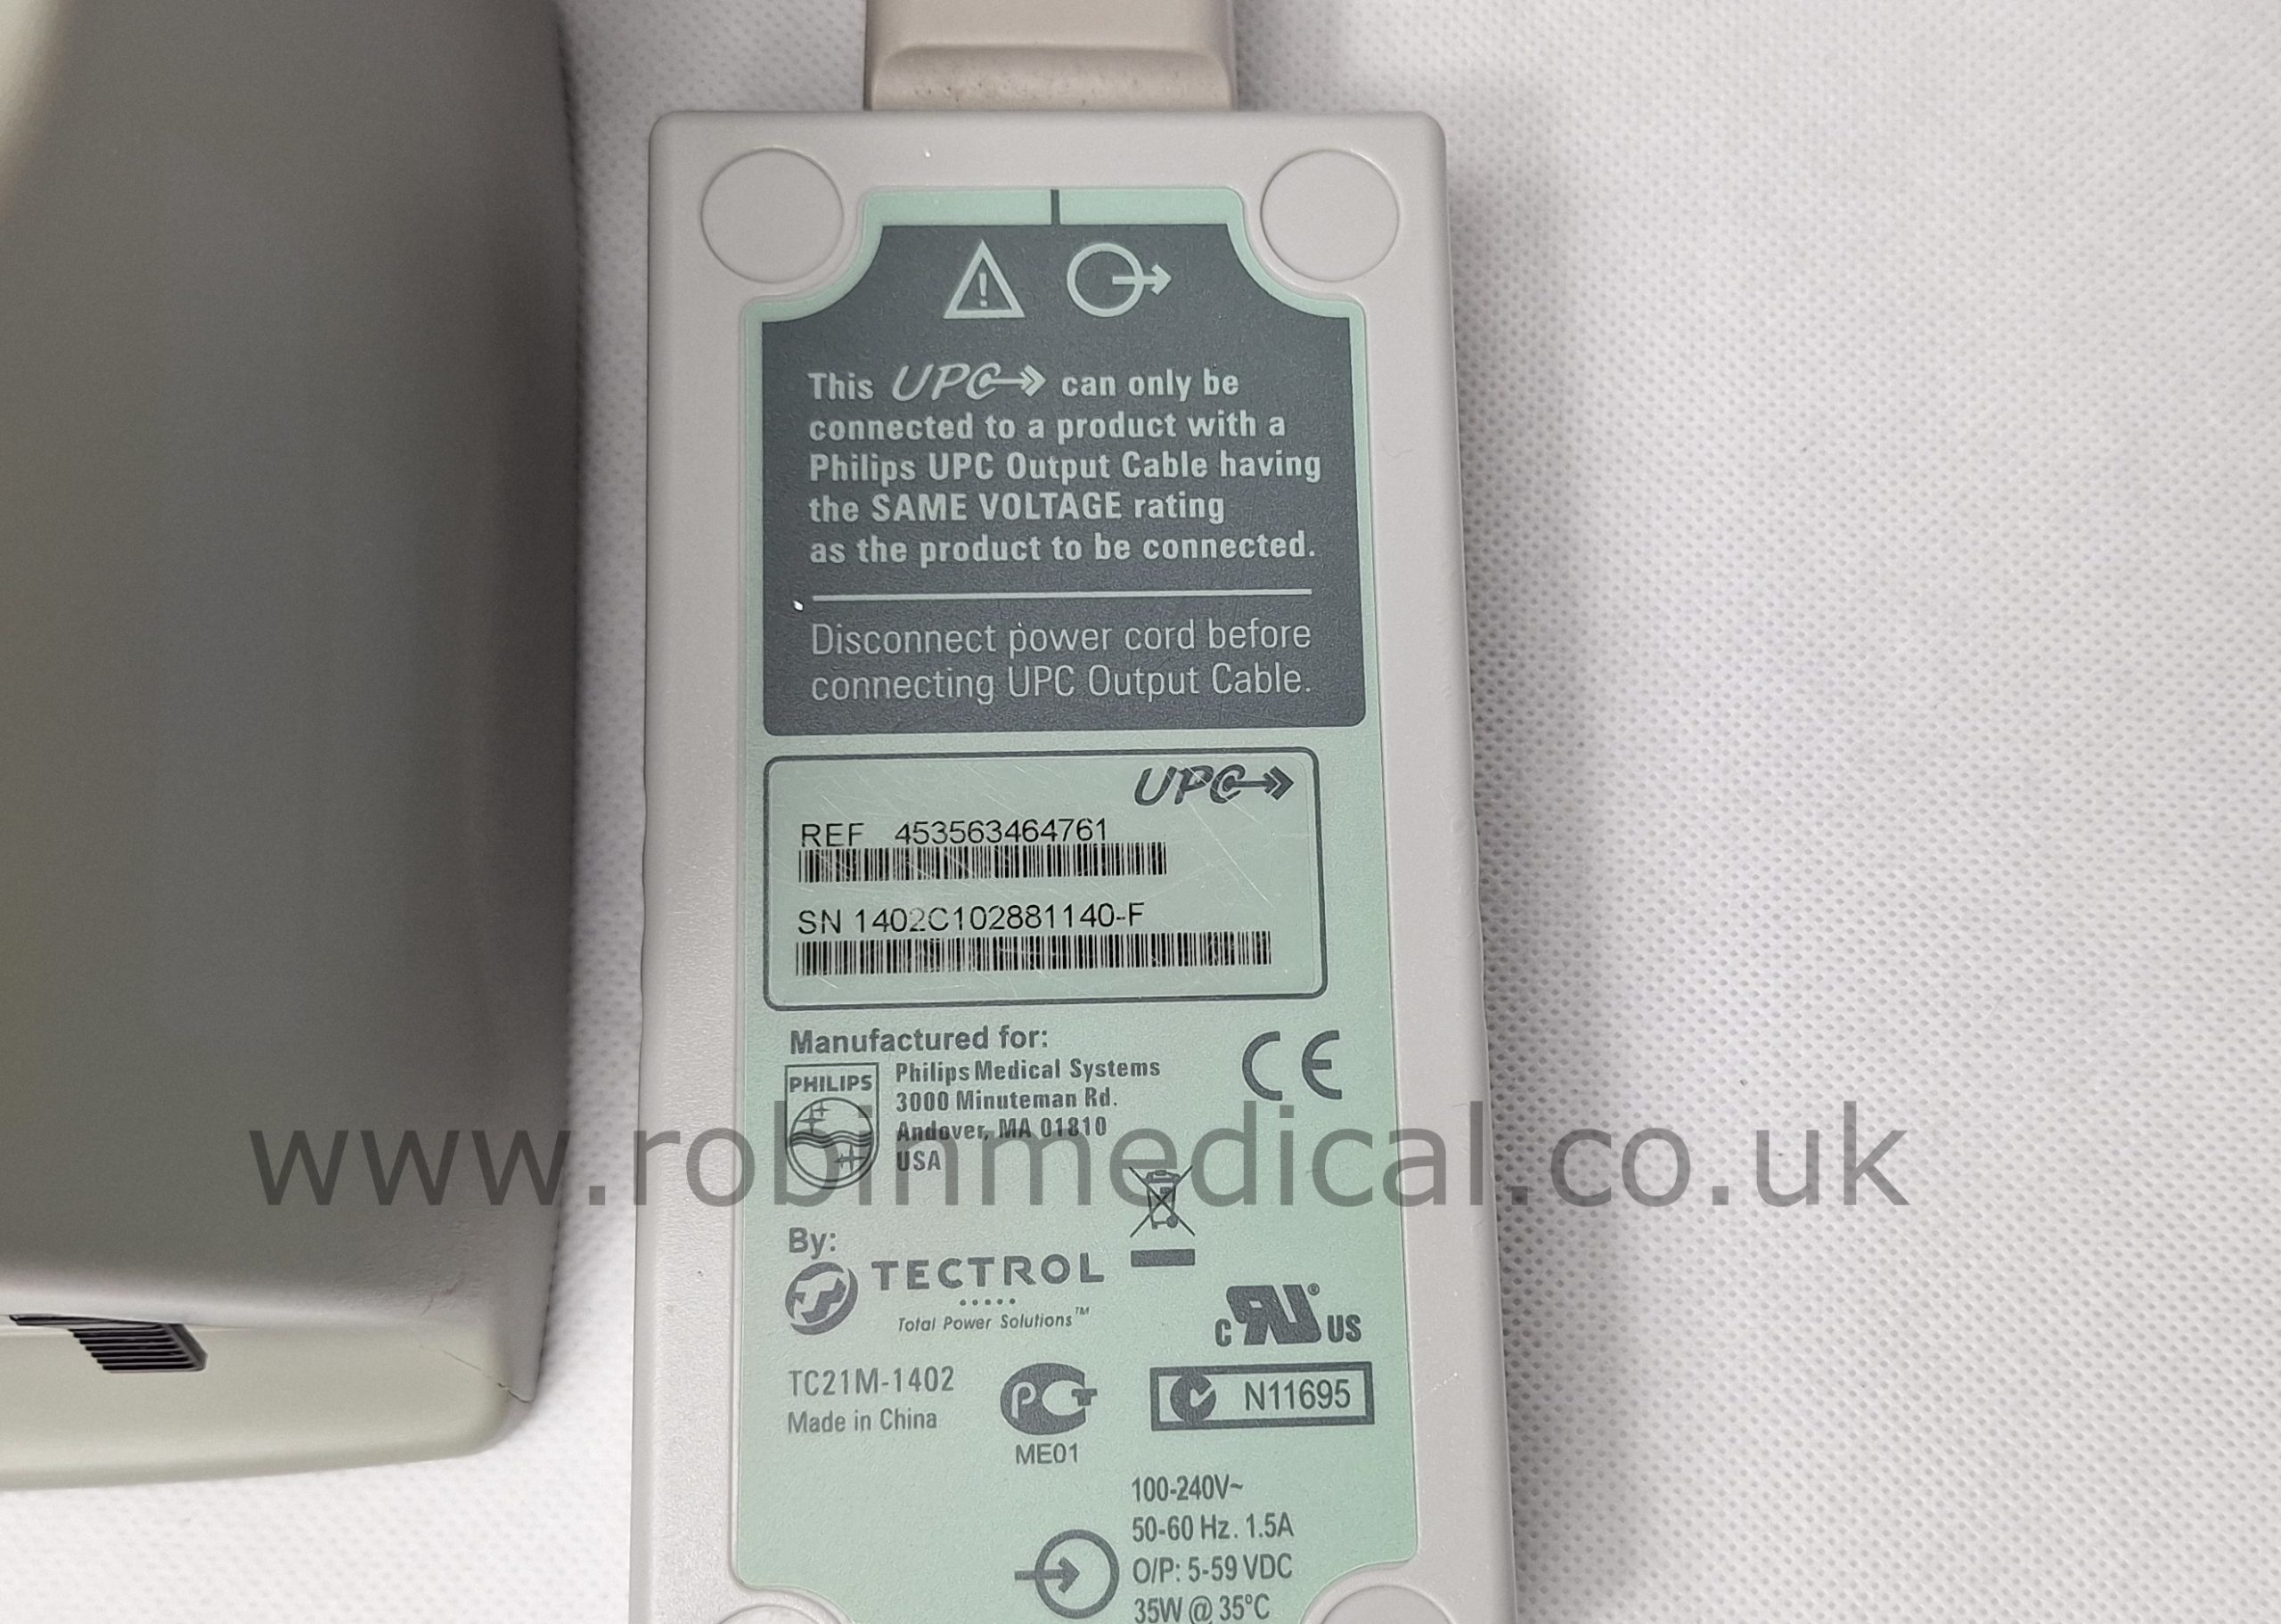 This UPC can only be
connected to a product with a
Philips UPC Output Cable having
the SAME VOLTAGE rating
as the product to be connected.
Disconnect power cord before
connecting UPC Output Cable.
UPC
REF 453563464761
SN 1402C102881140-F
Manufactured for:
PHILIPS
Philips Medical Systems
3000 Minuteman Rd.
Andover, MA 01810
USA
CE
www.robinmedical.co.uk
By:
TECTROL
Total Power Solutions™
c RU® US
TC21M-1402
Made in China
PCT
ME01
N11695
100-240V~
50-60 Hz. 1.5A
O/P: 5-59 VDC
35W @ 35°C